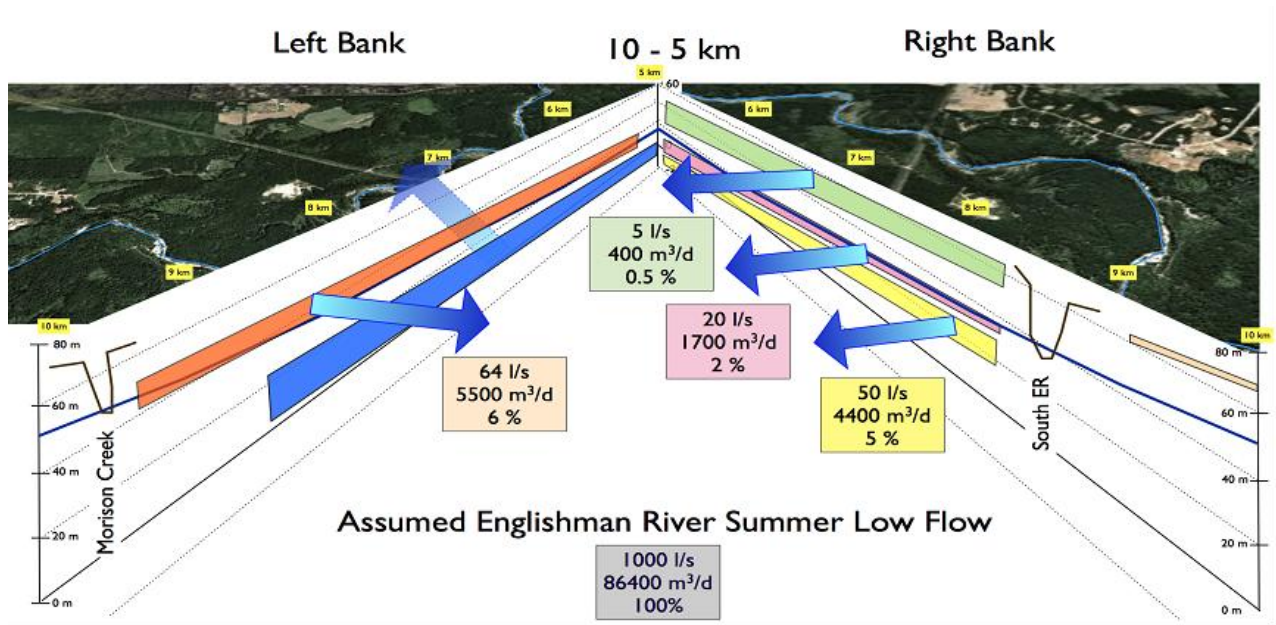 Left Bank
10 - 5 km
Right Bank
5 km
60
6 km
6 km
7 km
7 km
8 km
8 km
9 km
9 km
10 km
10 km
80 m
60 m
40 m
20 m
0 m
Morison Creek
80 m
60 m
40 m
20 m
0 m
South ER
5 l/s
400 m³/d
0.5 %
20 l/s
1700 m³/d
2 %
50 l/s
4400 m³/d
5 %
64 l/s
5500 m³/d
6 %
Assumed Englishman River Summer Low Flow
1000 l/s
86400 m³/d
100%